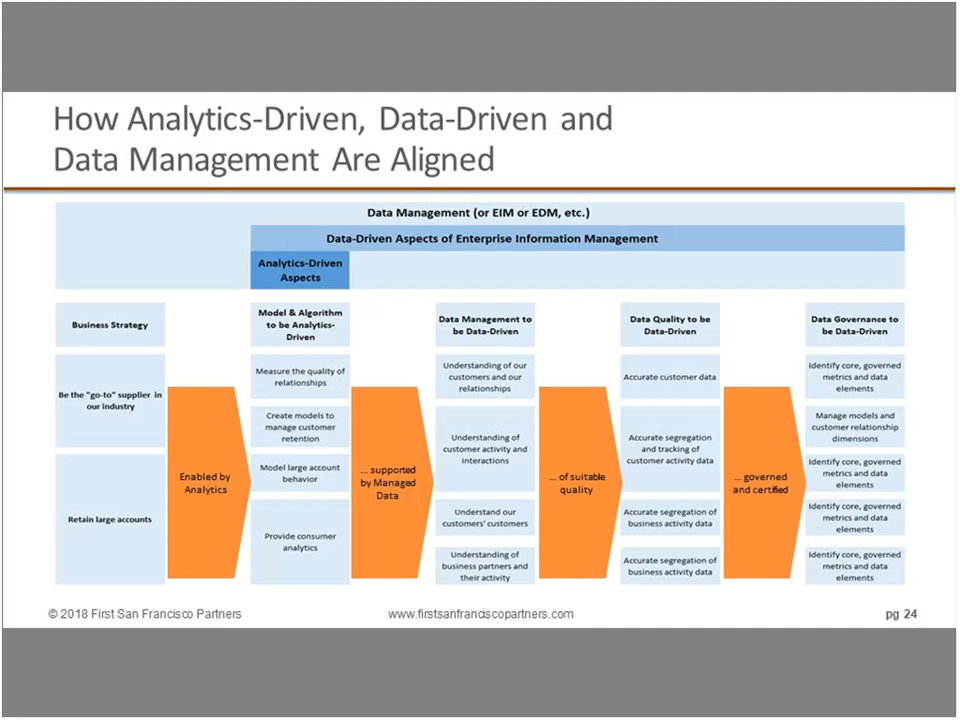 How Analytics-Driven, Data-Driven and
Data Management Are Aligned
Data Management (or EIM or EDM, etc.)
Data-Driven Aspects of Enterprise Information Management
Analytics-Driven
Aspects
Business Strategy
Be the "go-to" supplier in
our industry
Retain large accounts
Enabled by
Analytics
Model & Algorithm
to be Analytics-
Driven
Measure the quality of
relationships
Create models to
manage customer
retention
Model large account
behavior
Provide consumer
analytics
... supported
by Managed
Data
Data Management to
be Data-Driven
Understanding of our
customers and our
relationships
Understanding of
customer activity and
interactions
Understand our
customers' customers
Understanding of
business partners and
their activity
... of suitable
quality
Data Quality to be
Data-Driven
Accurate customer data
Accurate segregation
and tracking of
customer activity data
Accurate segregation of
business activity data
Accurate segregation of
business activity data
... governed
and certified
Data Governance to
be Data-Driven
Identify core, governed
metrics and data
elements
Manage models and
customer relationship
dimensions
Identify core, governed
metrics and data
elements
Identify core, governed
metrics and data
elements
Identify core, governed
metrics and data
elements
© 2018 First San Francisco Partners
www.firstsanfranciscopartners.com
pg 24